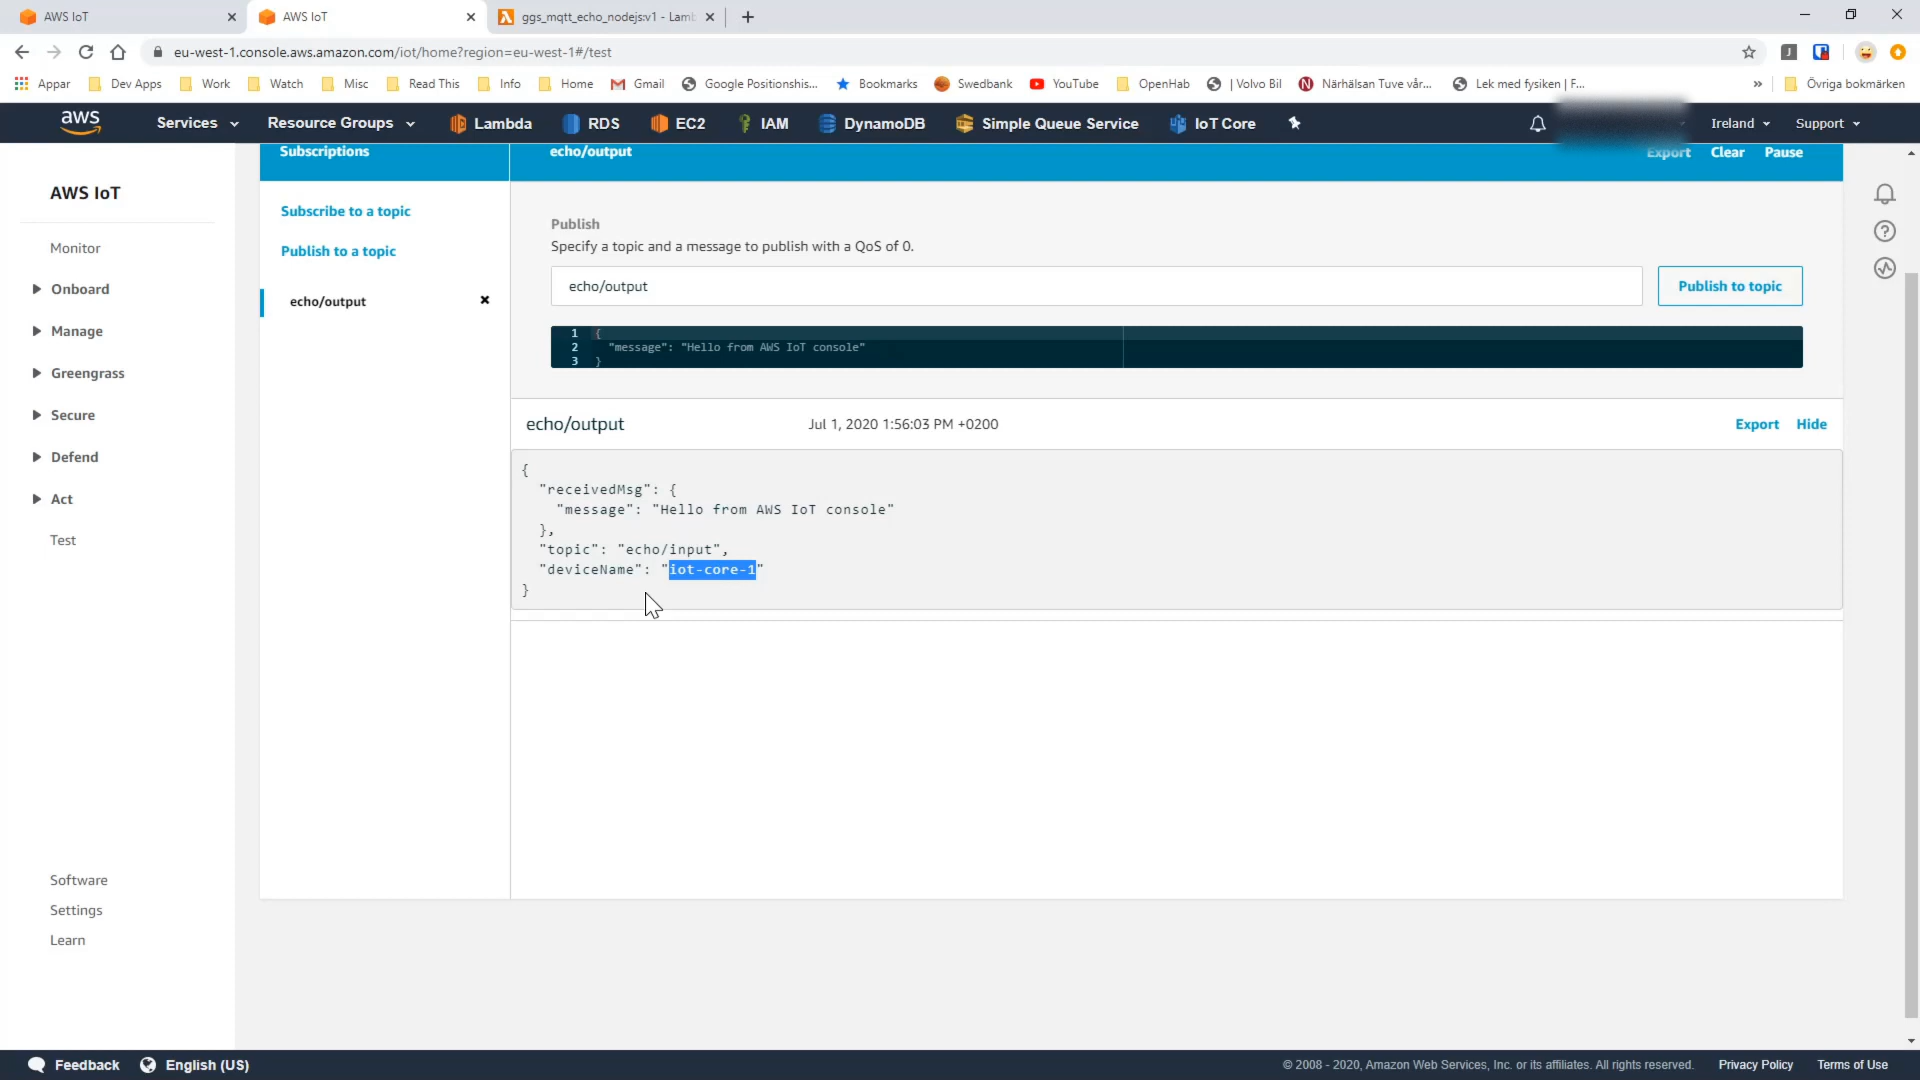 AWS IoT
AWS IoT
ggs_mqtt_echo_nodejs:v1 - Lamb
eu-west-1.console.aws.amazon.com/iot/home?region=eu-west-1#/test
Appar
Dev Apps
Work
Watch
Misc
Read This
Info
Home
Gmail
Google Positionshis...
Bookmarks
Swedbank
YouTube
OpenHab
| Volvo Bil
Närhälsan Tuve vår...
Lek med fysiken | F...
»
Övriga bokmärken
aws
Services
Resource Groups
Lambda
RDS
EC2
IAM
DynamoDB
Simple Queue Service
IoT Core
Ireland
Support
Subscriptions
echo/output
Export
Clear
Pause
AWS IoT
Monitor
Onboard
Manage
Greengrass
Secure
Defend
Act
Test
Software
Settings
Learn
Subscribe to a topic
Publish to a topic
echo/output
Publish
Specify a topic and a message to publish with a QoS of 0.
echo/output
Publish to topic
1 {
2 "message": "Hello from AWS IoT console"
3 }
echo/output
Jul 1, 2020 1:56:03 PM +0200
Export
Hide
{
"receivedMsg": {
"message": "Hello from AWS IoT console"
},
"topic": "echo/input",
"deviceName": "iot-core-1"
}
Feedback
English (US)
© 2008 - 2020, Amazon Web Services, Inc. or its affiliates. All rights reserved.
Privacy Policy
Terms of Use